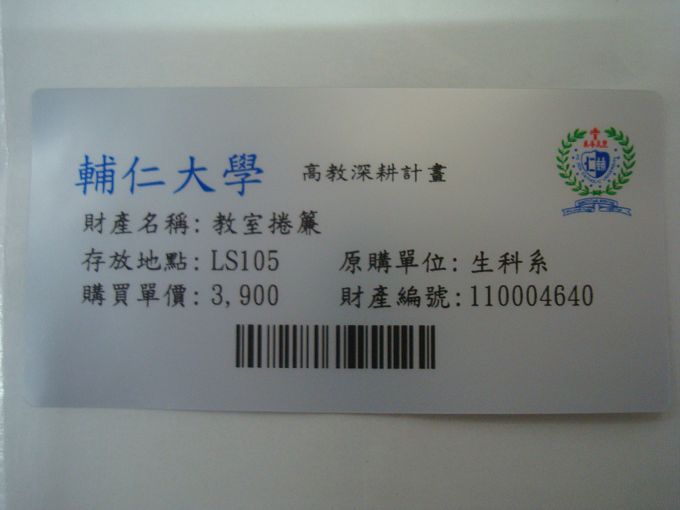 輔仁大學 高教深耕計畫
財產名稱: 教室捲簾
存放地點: LS105 原購單位: 生科系
購買單價: 3,900 財產編號: 110004640